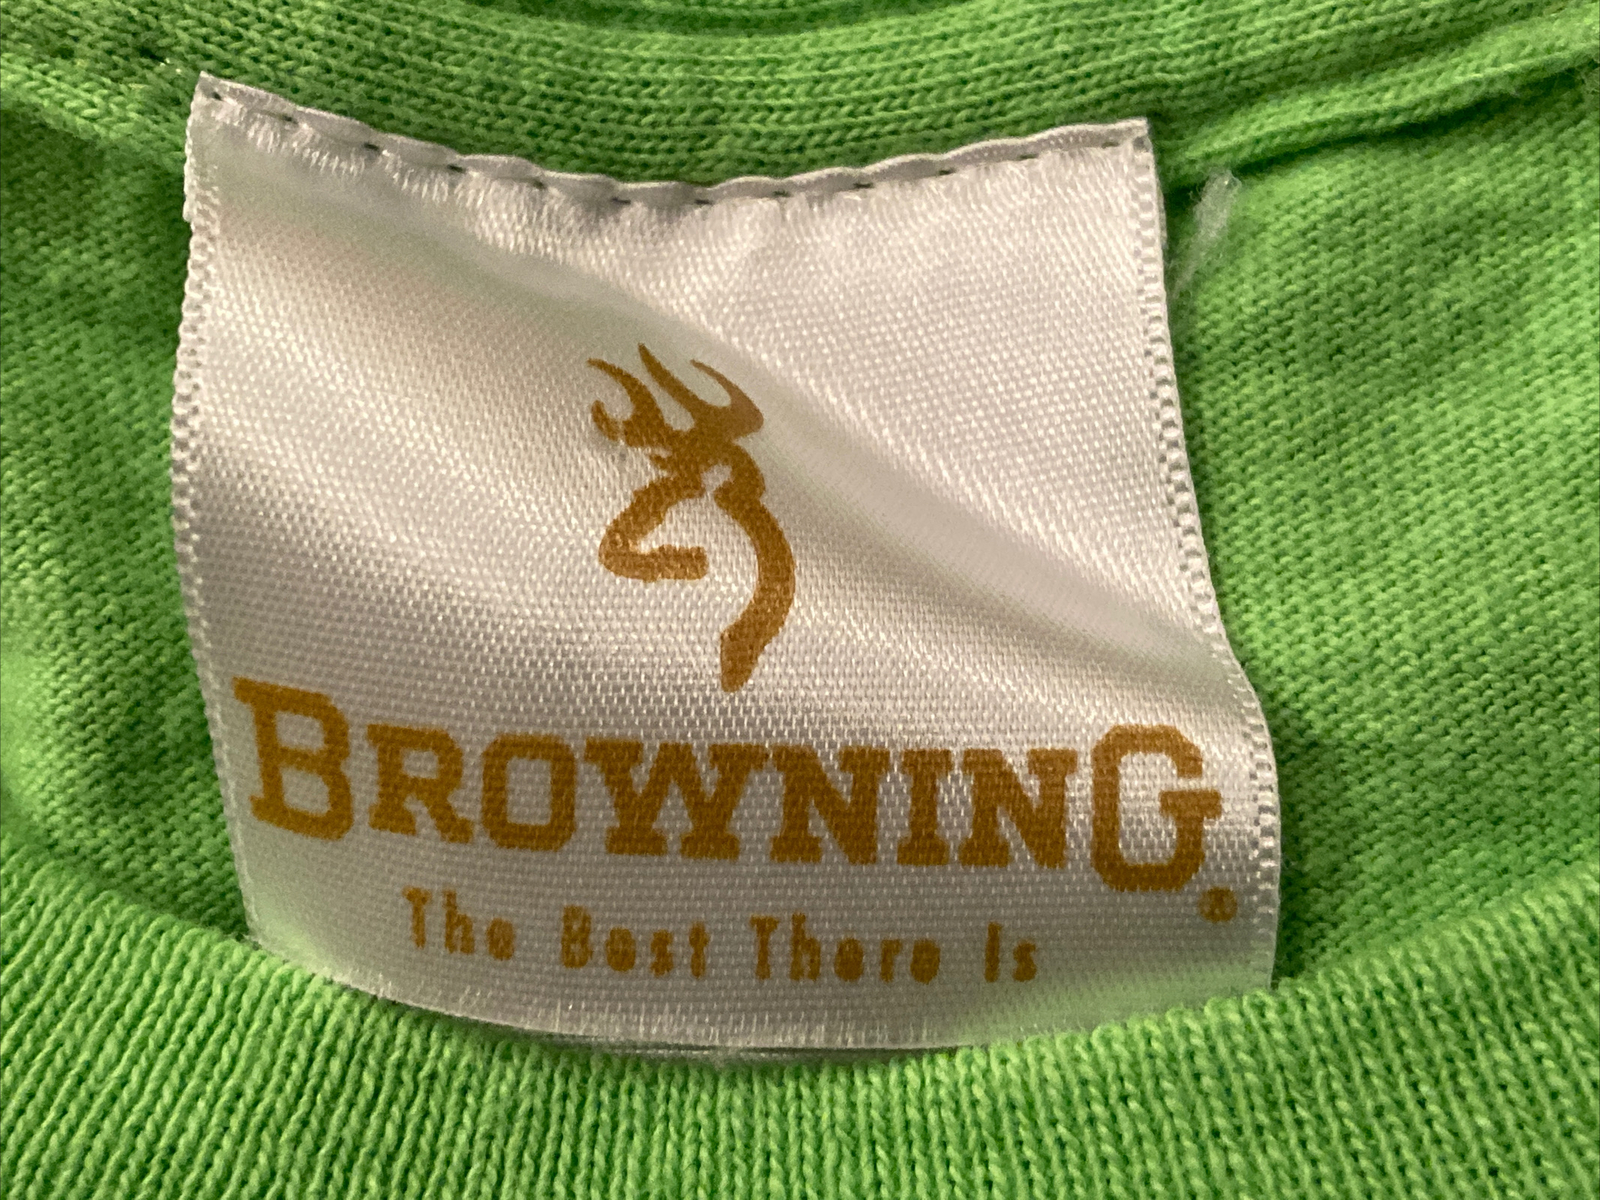 BROWNING®
The Best There Is